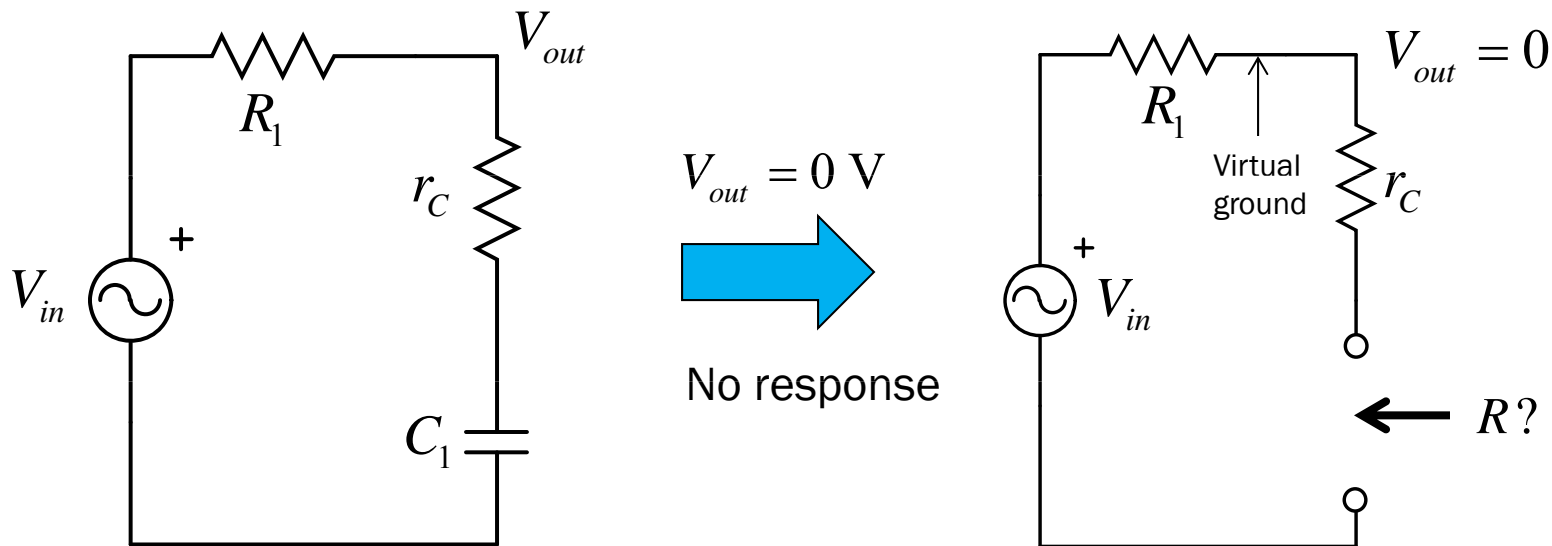 V_out
R_1
r_C
+
V_in
C_1
V_out = 0 V
No response
V_out = 0
R_1
Virtual
ground
r_C
+
V_in
R?